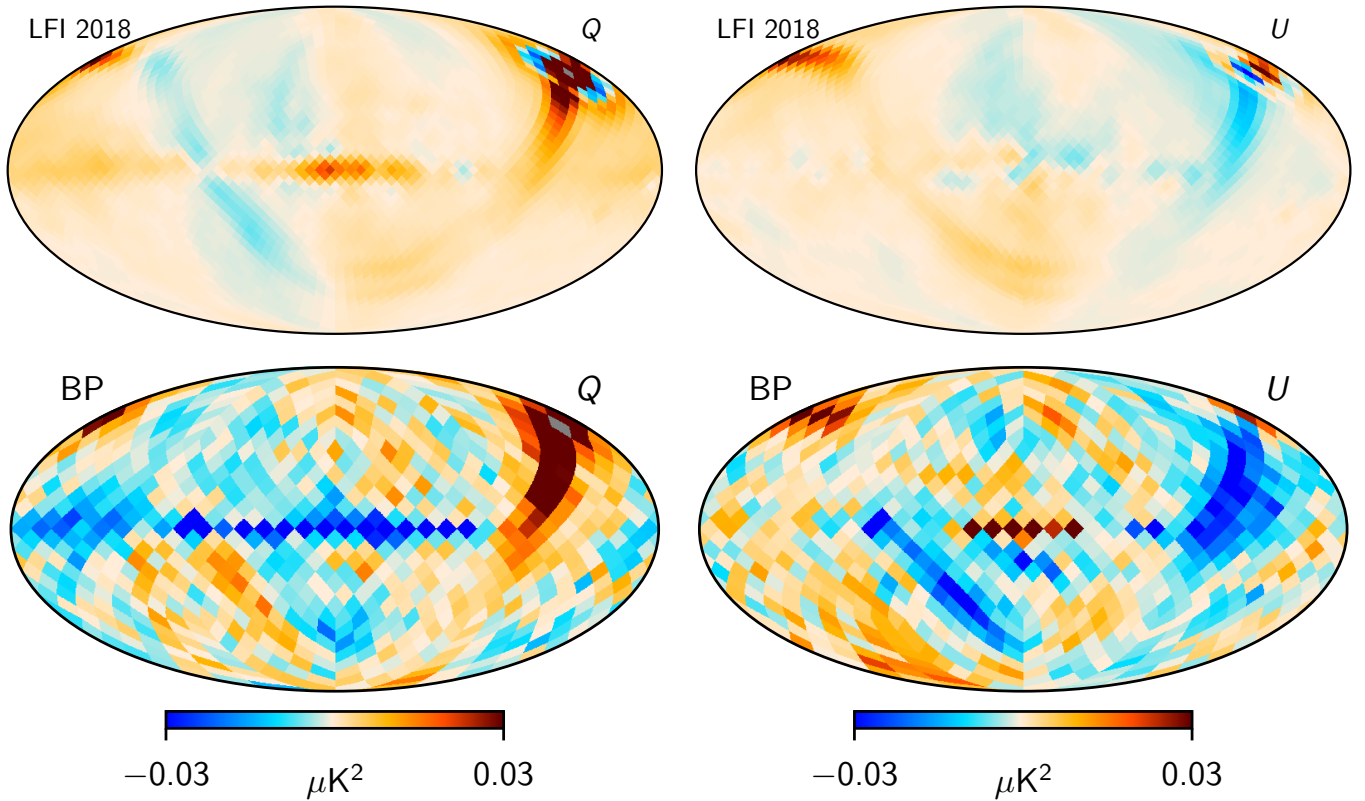 LFI 2018 Q LFI 2018 U
BP Q BP U
−0.03 μK² 0.03 −0.03 μK² 0.03